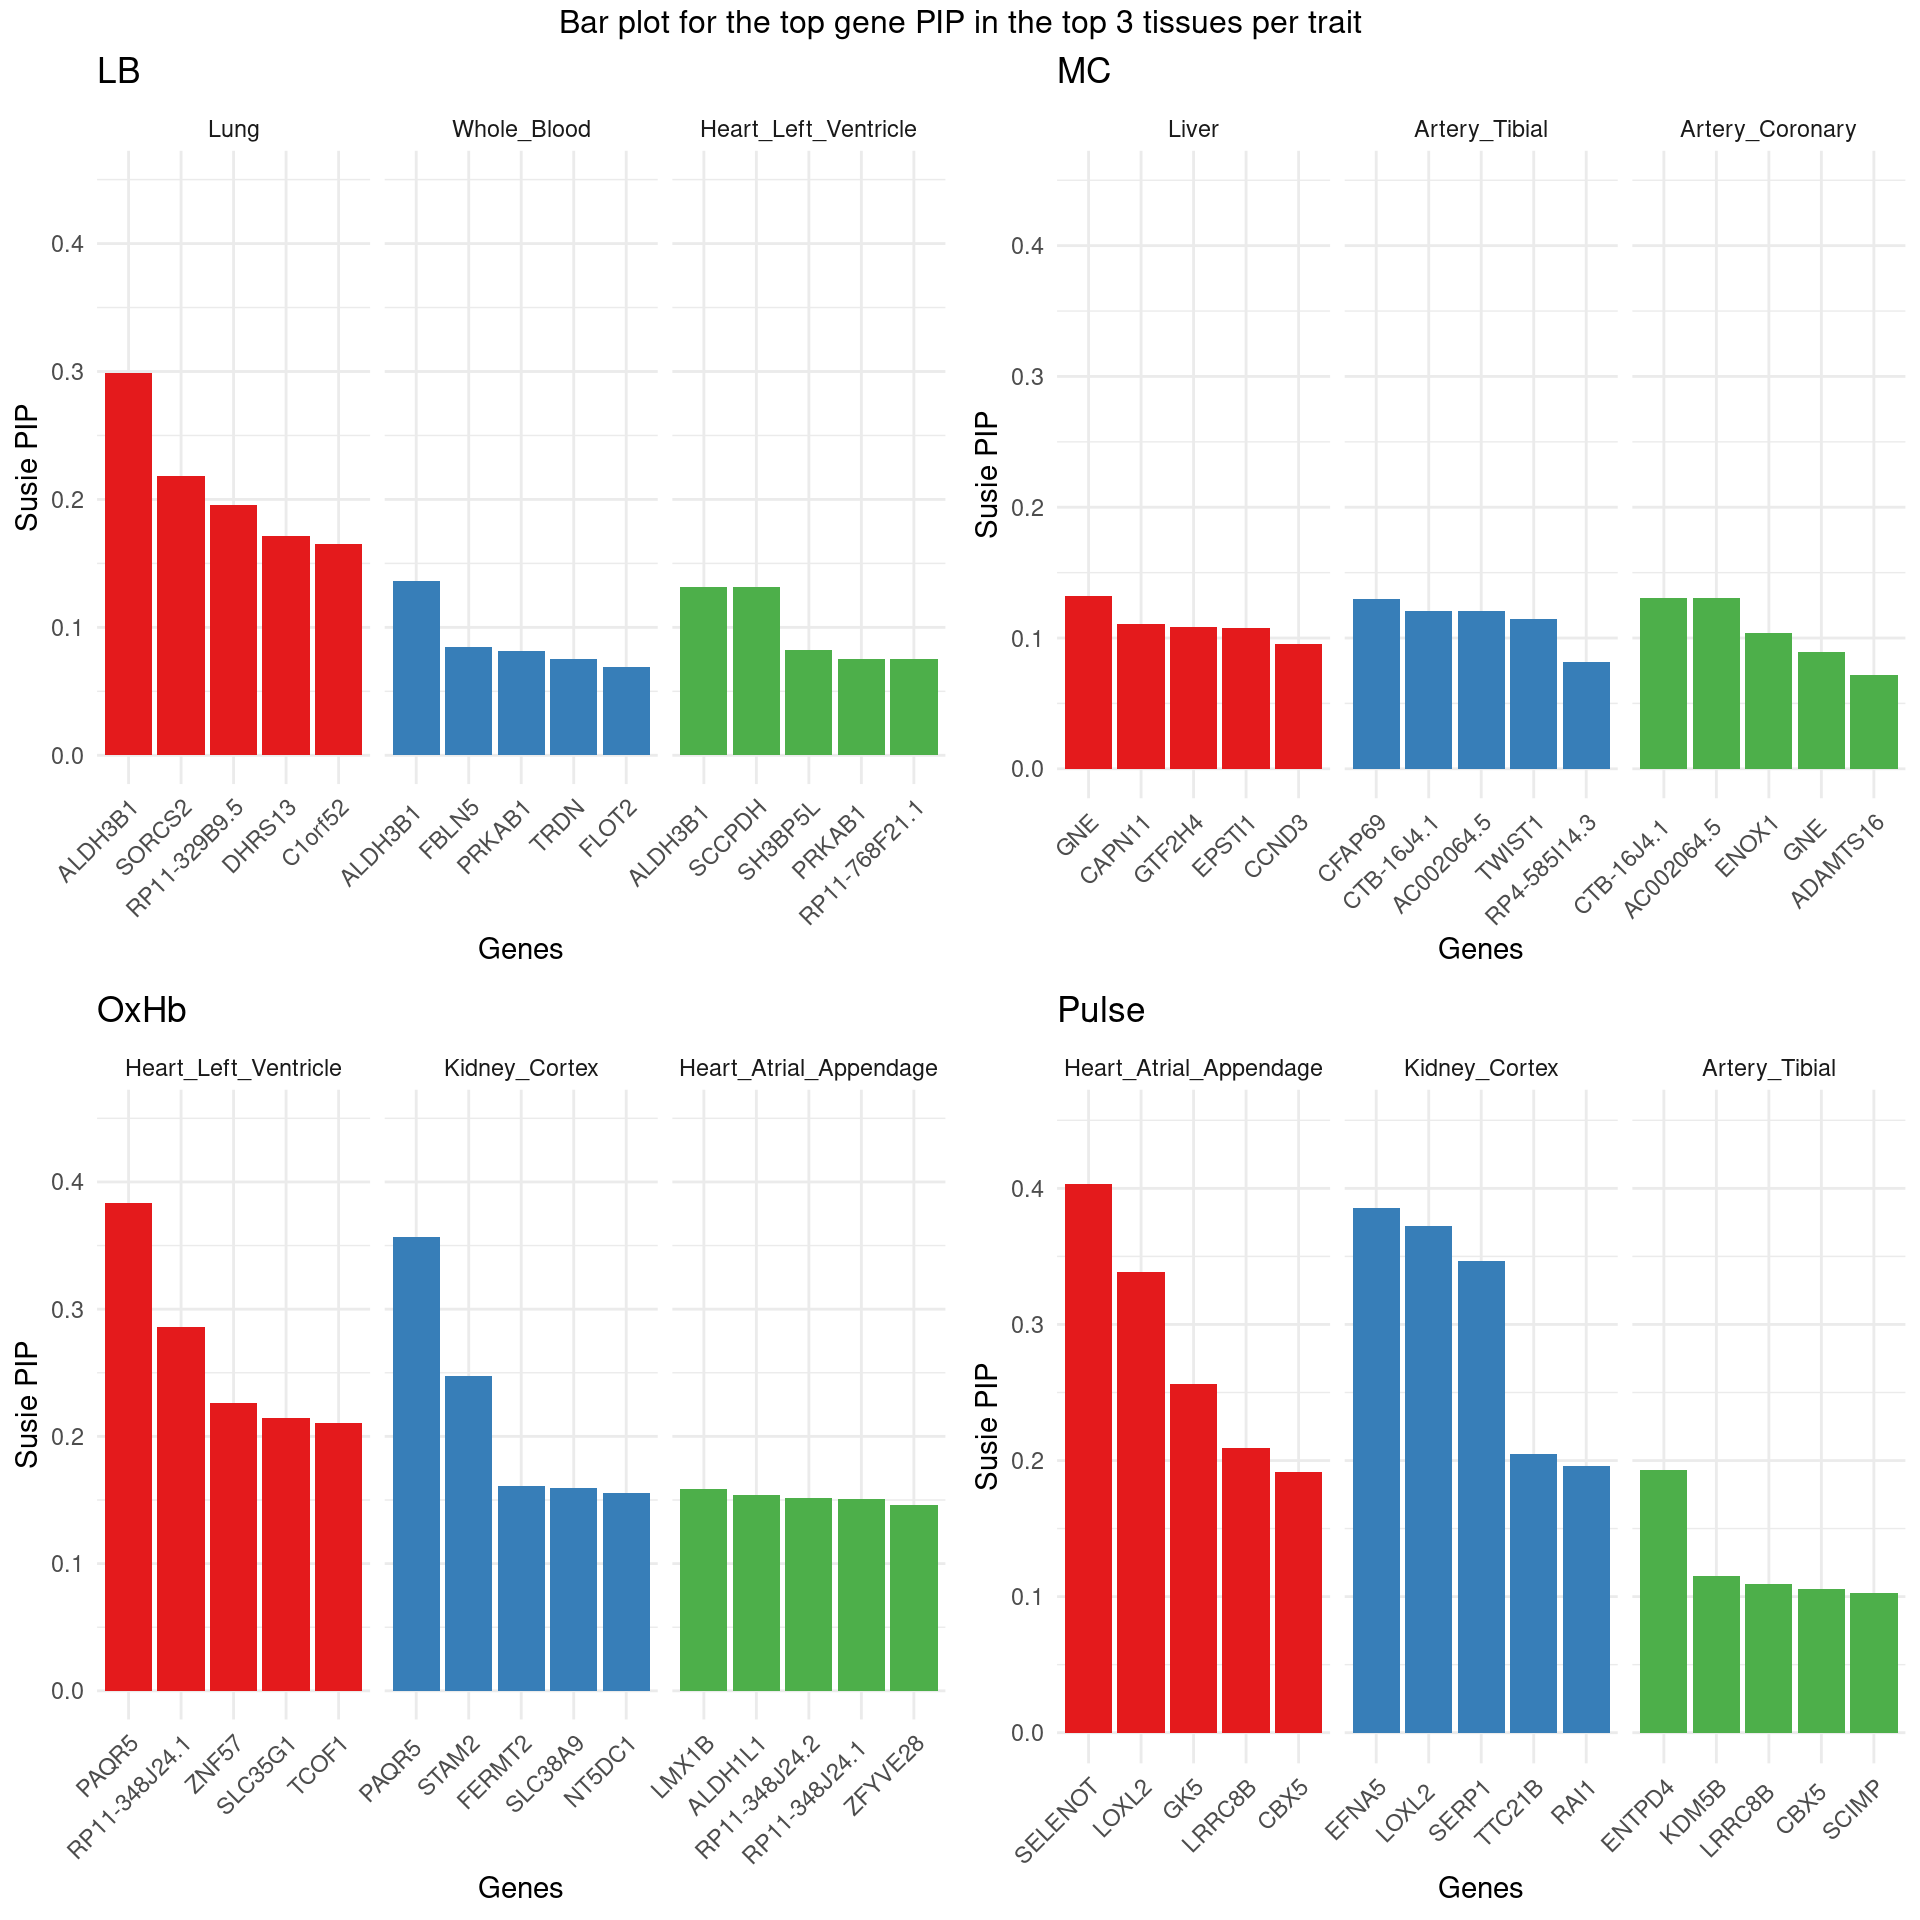 Bar plot for the top gene PIP in the top 3 tissues per trait
LB
Lung Whole_Blood Heart_Left_Ventricle
0.4
0.3
0.2
0.1
0.0
Susie PIP
ALDH3B1 SORCS2 RP11-329B9.5 DHRS13 C1orf52 ALDH3B1 FBLN5 PRKAB1 TRDN FLOT2 ALDH3B1 SCCPDH SH3BP5L PRKAB1 RP11-768F21.1
Genes
MC
Liver Artery_Tibial Artery_Coronary
0.4
0.3
0.2
0.1
0.0
Susie PIP
GNE CAPN11 GTF2H4 EPSTI1 CCND3 CFAP69 CTB-16J4.1 AC002064.5 TWIST1 RP4-585I14.3 CTB-16J4.1 AC002064.5 ENOX1 GNE ADAMTS16
Genes
OxHb
Heart_Left_Ventricle Kidney_Cortex Heart_Atrial_Appendage
0.4
0.3
0.2
0.1
0.0
Susie PIP
PAQR5 RP11-348J24.1 ZNF57 SLC35G1 TCOF1 PAQR5 STAM2 FERMT2 SLC38A9 NT5DC1 LMX1B ALDH1L1 RP11-348J24.2 RP11-348J24.1 ZFYVE28
Genes
Pulse
Heart_Atrial_Appendage Kidney_Cortex Artery_Tibial
0.4
0.3
0.2
0.1
0.0
Susie PIP
SELENOT LOXL2 GK5 LRRC8B CBX5 EFNA5 LOXL2 SERP1 TTC21B RAI1 ENTPD4 KDM5B LRRC8B CBX5 SCIMP
Genes